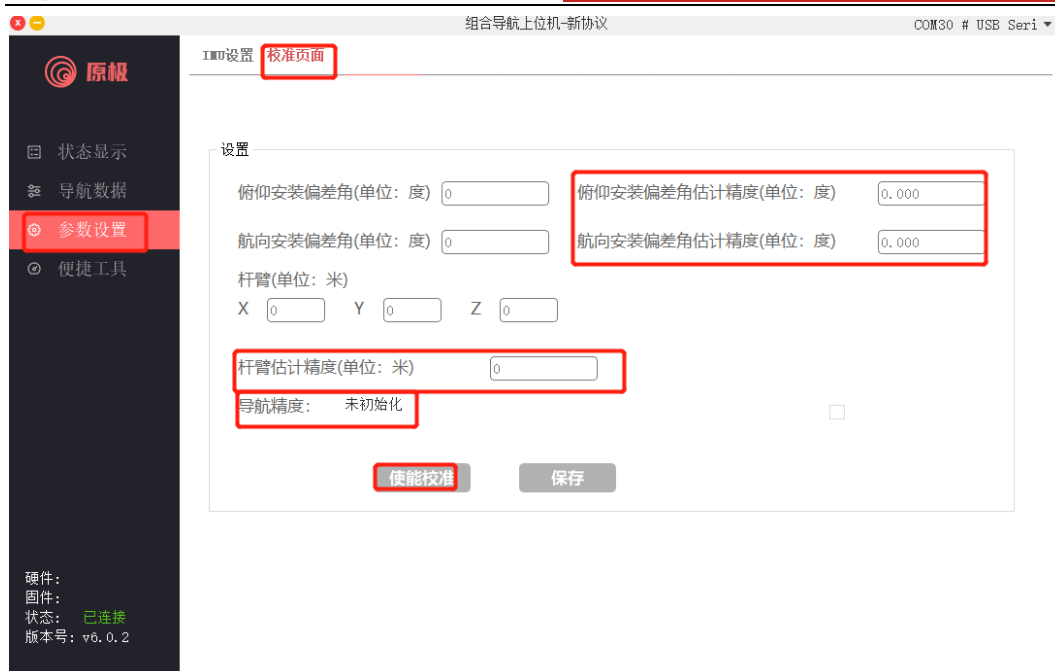 组合导航上位机-新协议
COM30 # USB Seri
原极
IMU设置 校准页面
状态显示
导航数据
参数设置
便捷工具
设置
俯仰安装偏差角(单位：度) 0 俯仰安装偏差角估计精度(单位：度) 0.000
航向安装偏差角(单位：度) 0 航向安装偏差角估计精度(单位：度) 0.000
杆臂(单位：米)
X 0 Y 0 Z 0
杆臂估计精度(单位：米) 0
导航精度： 未初始化
使能校准 保存
硬件:
固件:
状态: 已连接
版本号: v6.0.2